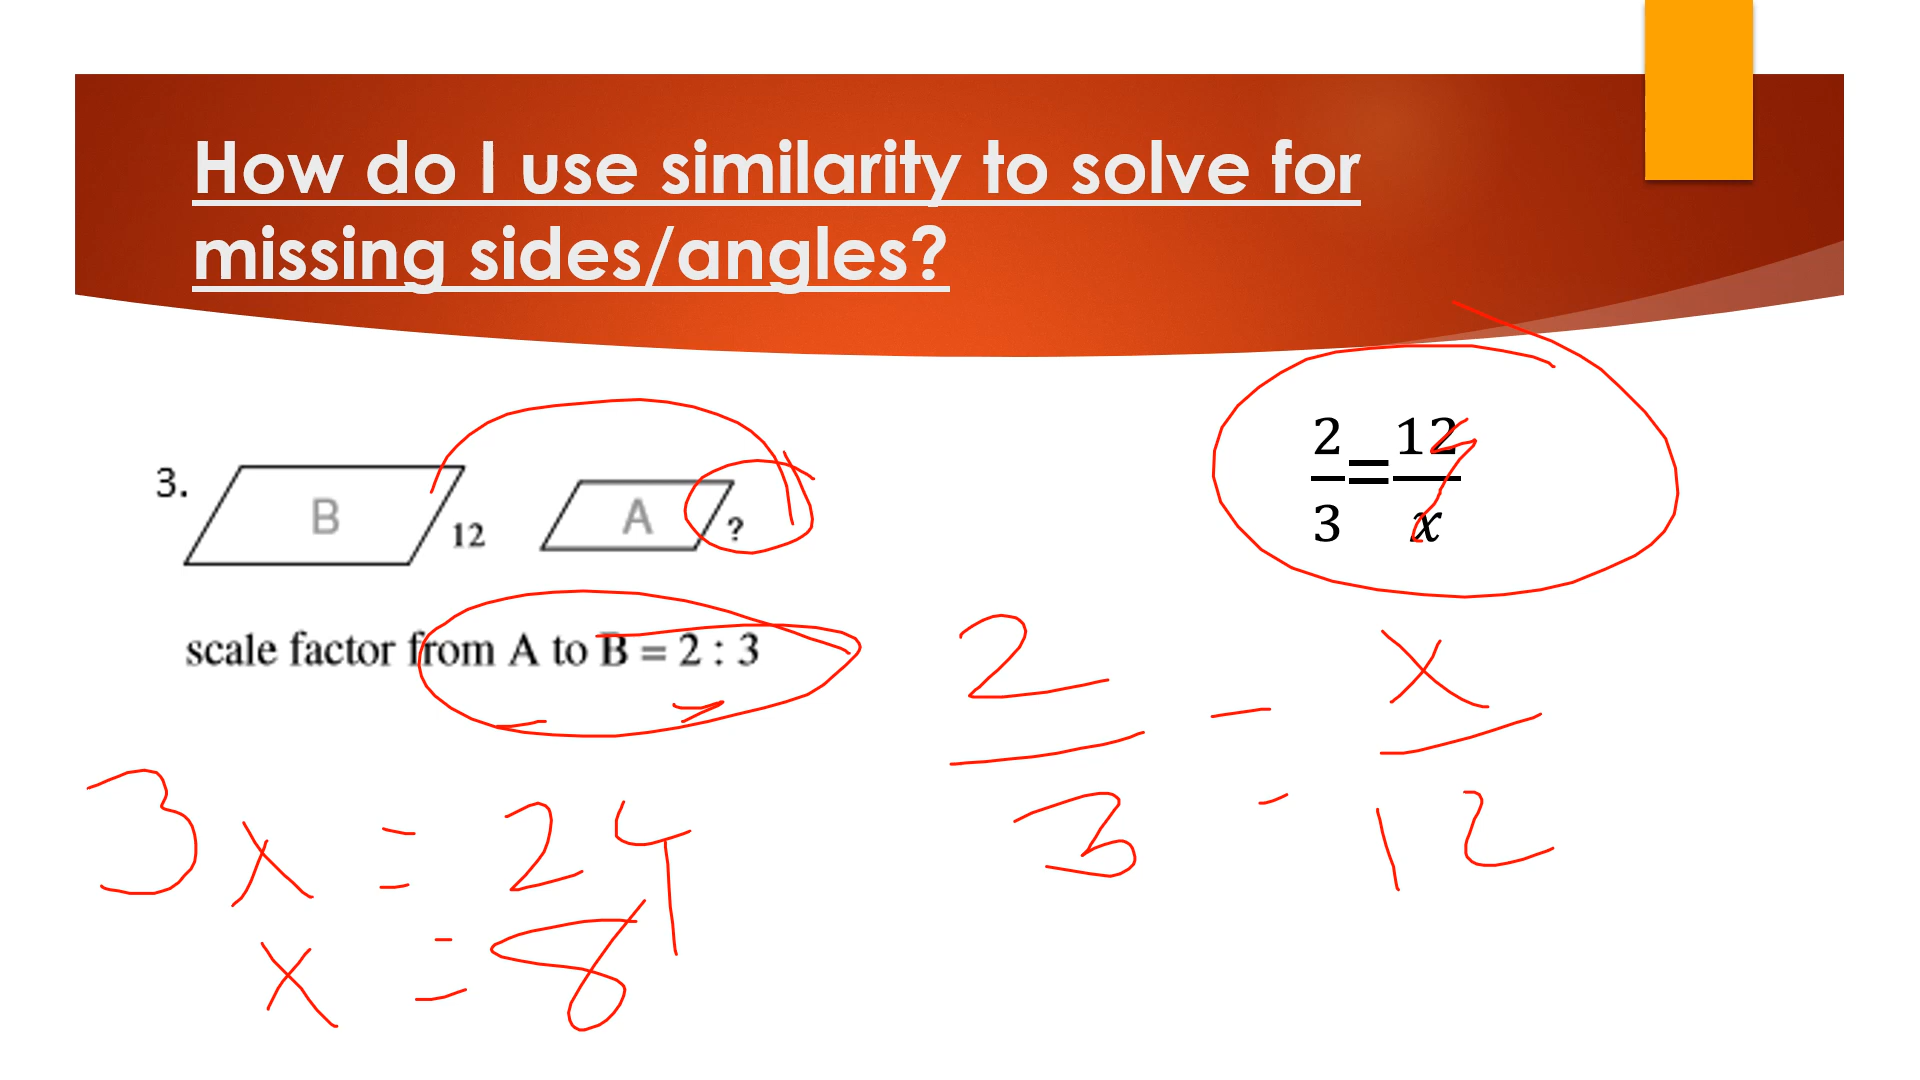 How do I use similarity to solve for
missing sides/angles?
3.
B
12
A
?
scale factor from A to B = 2 : 3
2/3 = 12/x
2/3 = x/12
3x = 24
x = 8